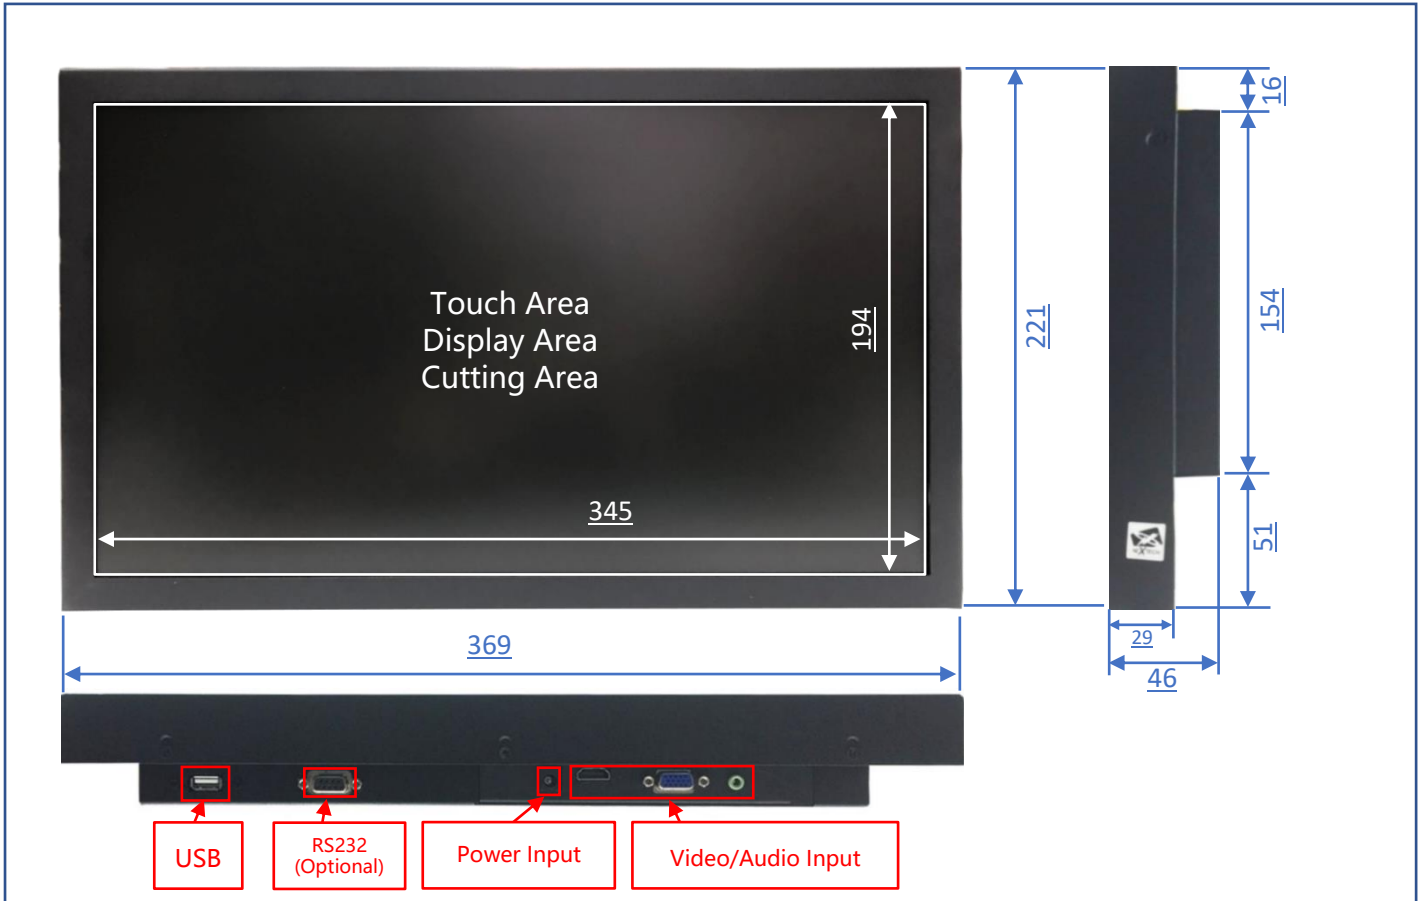 Touch Area
Display Area
Cutting Area
194
345
221
16
154
51
29
46
369
USB
RS232
(Optional)
Power Input
Video/Audio Input